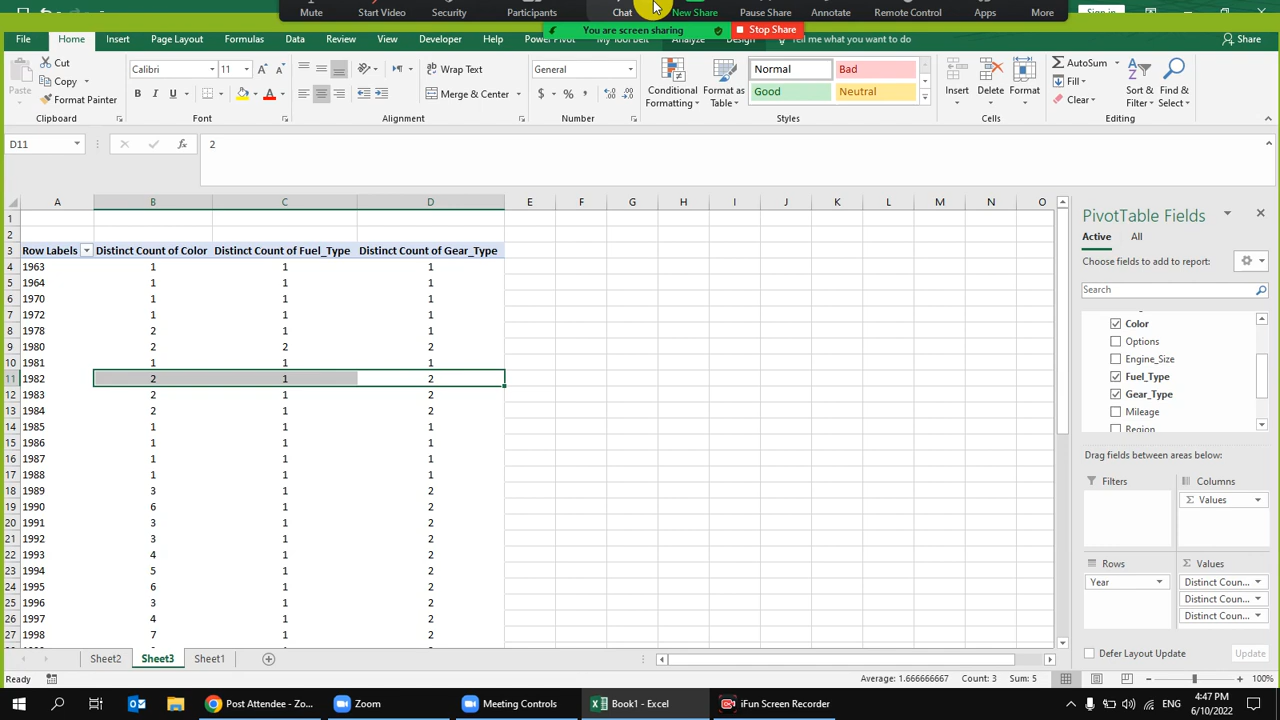 Mute Start Video Security Participants Chat New Share Pause Share Annotate Remote Control Apps More Sign in
You are screen sharing Stop Share
File Home Insert Page Layout Formulas Data Review View Developer Help Power Pivot My Tool Belt Analyze Design Tell me what you want to do Share
Cut
Copy
Format Painter
Paste
Clipboard
Calibri 11
B I U
Font
Wrap Text
Merge & Center
Alignment
General
$ % ,
Number
Conditional Formatting
Format as Table
Normal Bad
Good Neutral
Styles
Insert Delete Format
Cells
AutoSum
Fill
Clear
Sort & Filter
Find & Select
Editing
D11 fx 2
A B C D E F G H I J K L M N O
1
2
3 Row Labels Distinct Count of Color Distinct Count of Fuel_Type Distinct Count of Gear_Type
4 1963 1 1 1
5 1964 1 1 1
6 1970 1 1 1
7 1972 1 1 1
8 1978 2 1 1
9 1980 2 2 2
10 1981 1 1 1
11 1982 2 1 2
12 1983 2 1 2
13 1984 2 1 2
14 1985 1 1 1
15 1986 1 1 1
16 1987 1 1 1
17 1988 1 1 1
18 1989 3 1 2
19 1990 6 1 2
20 1991 3 1 2
21 1992 3 1 2
22 1993 4 1 2
23 1994 5 1 2
24 1995 6 1 2
25 1996 3 1 2
26 1997 4 1 2
27 1998 7 1 2
PivotTable Fields
Active All
Choose fields to add to report:
Search
Color
Options
Engine_Size
Fuel_Type
Gear_Type
Mileage
Region
Drag fields between areas below:
Filters Columns
Σ Values
Rows Σ Values
Year Distinct Coun...
Distinct Coun...
Distinct Coun...
Defer Layout Update Update
Sheet2 Sheet3 Sheet1
Ready Average: 1.666666667 Count: 3 Sum: 5 100%
Post Attendee - Zo... Zoom Meeting Controls Book1 - Excel iFun Screen Recorder
4:47 PM
6/10/2022